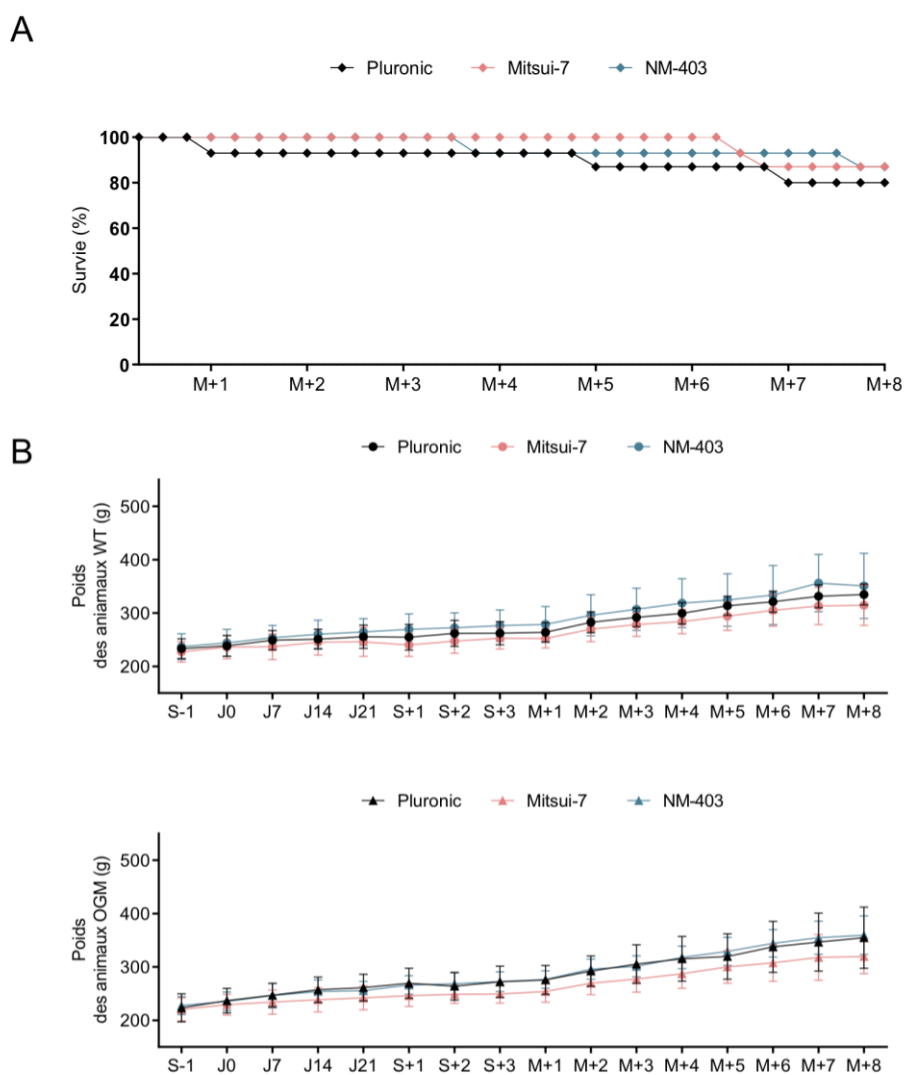 A
Pluronic Mitsui-7 NM-403
100
80
60
40
20
0
Survie (%)
M+1 M+2 M+3 M+4 M+5 M+6 M+7 M+8
B
Pluronic Mitsui-7 NM-403
500
400
300
200
Poids
des aniamaux WT (g)
S-1 J0 J7 J14 J21 S+1 S+2 S+3 M+1 M+2 M+3 M+4 M+5 M+6 M+7 M+8
Pluronic Mitsui-7 NM-403
500
400
300
200
Poids
des animaux OGM (g)
S-1 J0 J7 J14 J21 S+1 S+2 S+3 M+1 M+2 M+3 M+4 M+5 M+6 M+7 M+8